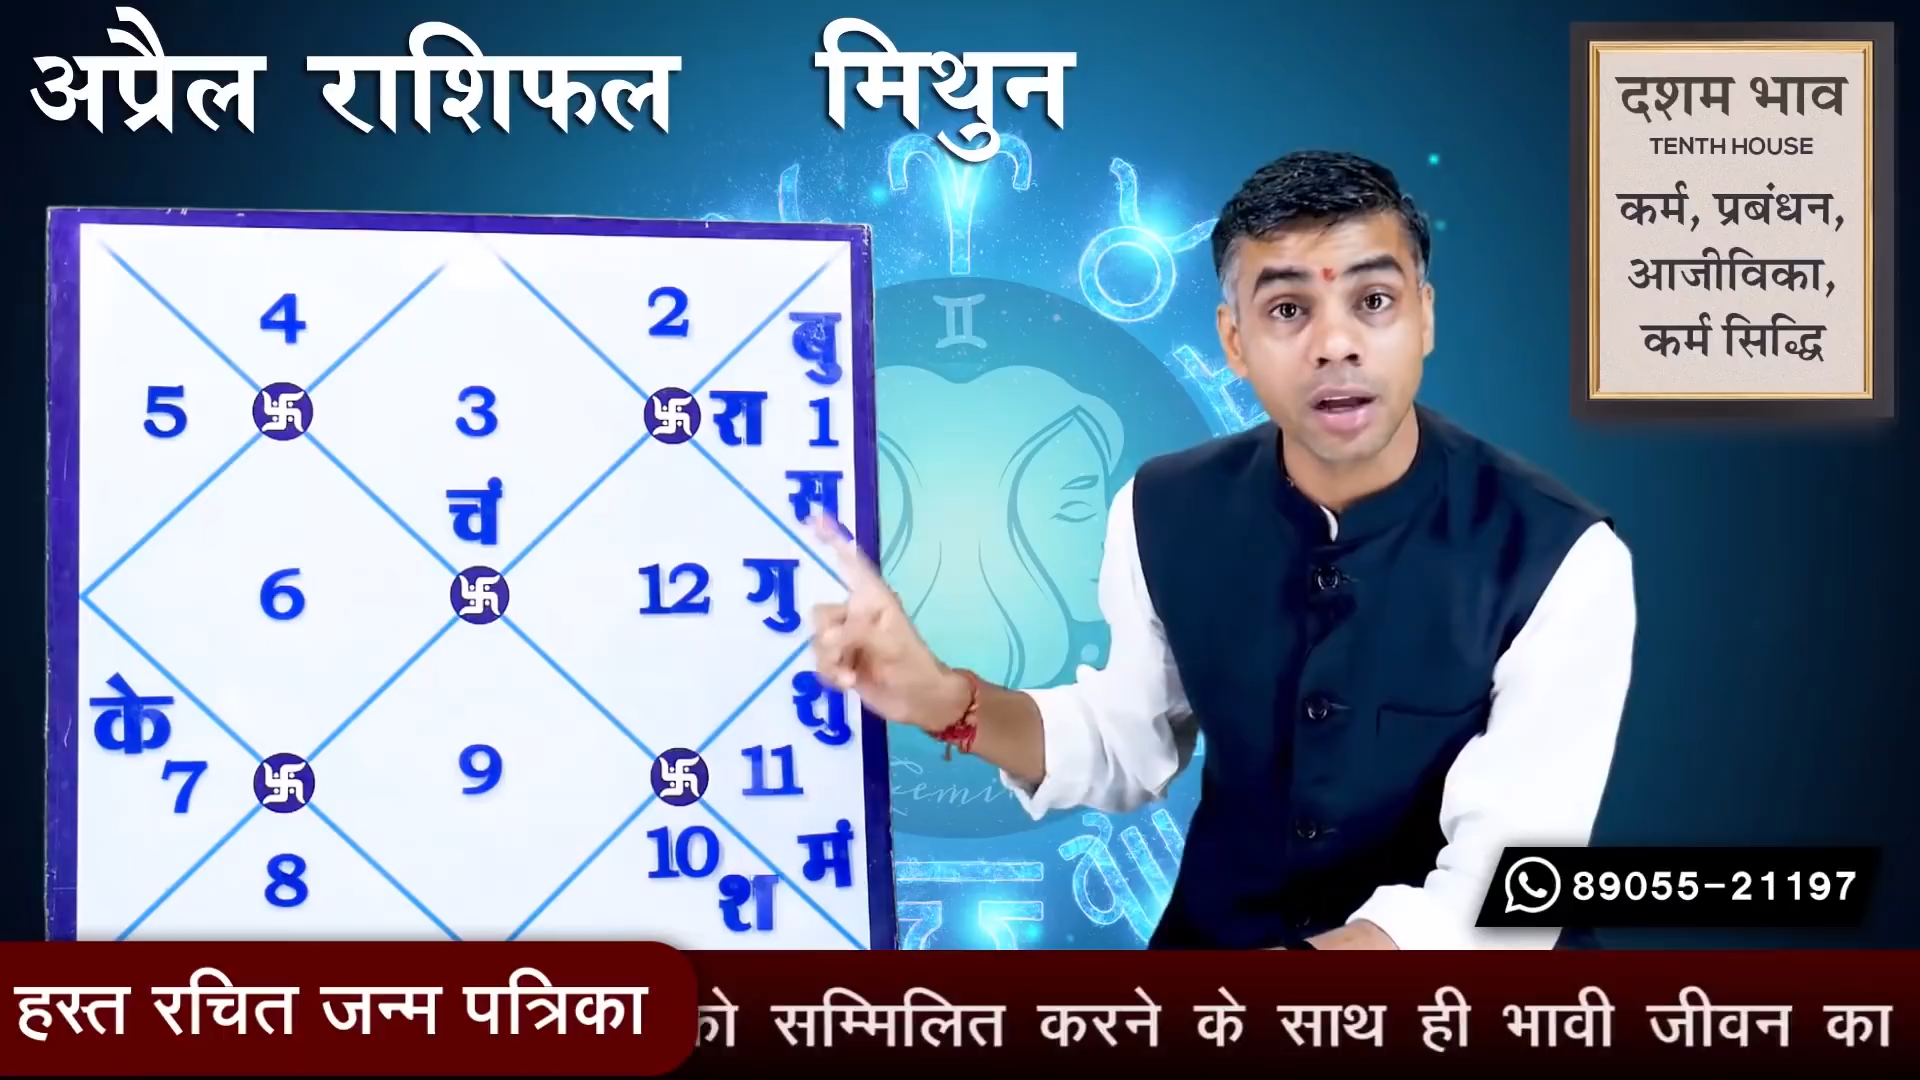 अप्रैल राशिफल मिथुन
दशम भाव
TENTH HOUSE
कर्म, प्रबंधन,
आजीविका,
कर्म सिद्धि
4
2
बु
5
3
रा
1
चं
सू
6
12
गु
के
शु
7
9
11
10
मं
8
श
89055-21197
हस्त रचित जन्म पत्रिका
को सम्मिलित करने के साथ ही भावी जीवन का